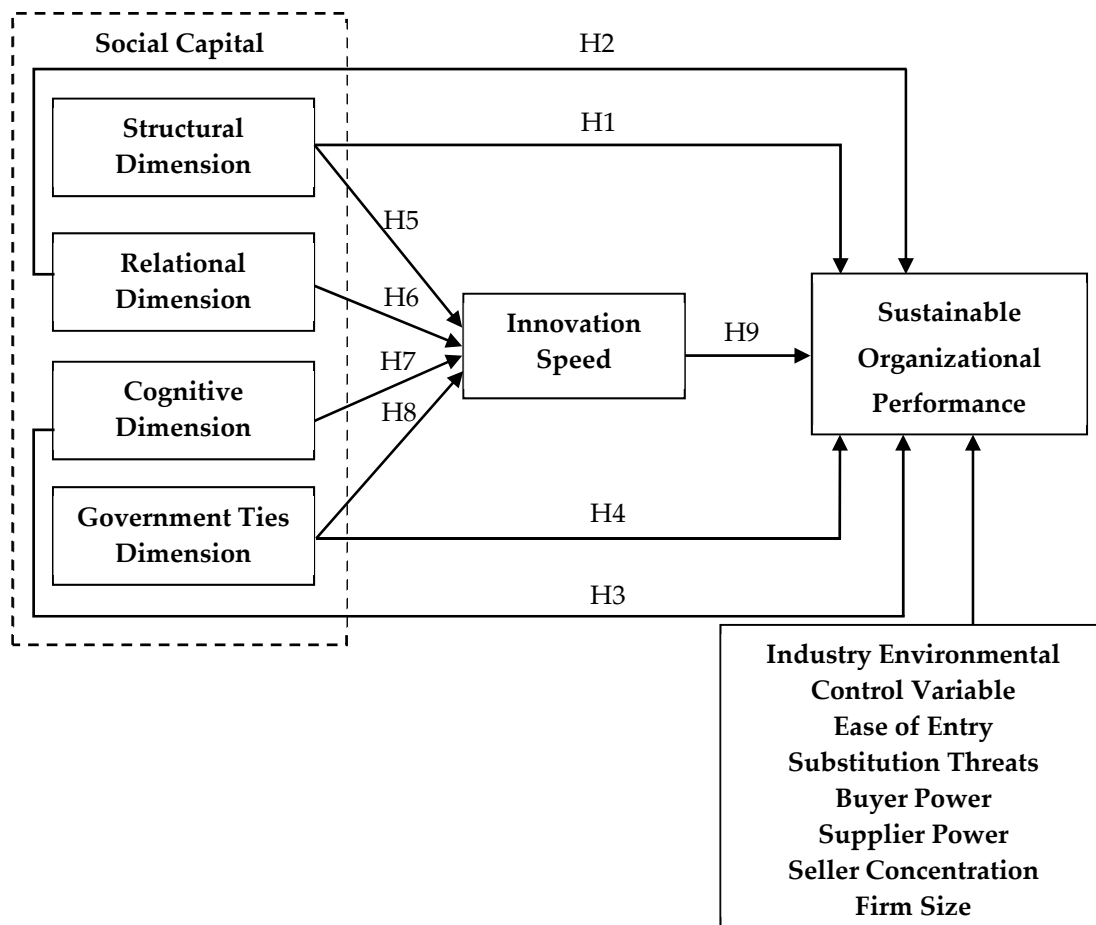 Social Capital
H2
Structural
Dimension
H1
H5
Relational
Dimension
H6
Innovation
Speed
H9
Sustainable
Organizational
Performance
Cognitive
Dimension
H7
H8
Government Ties
Dimension
H4
H3
Industry Environmental
Control Variable
Ease of Entry
Substitution Threats
Buyer Power
Supplier Power
Seller Concentration
Firm Size